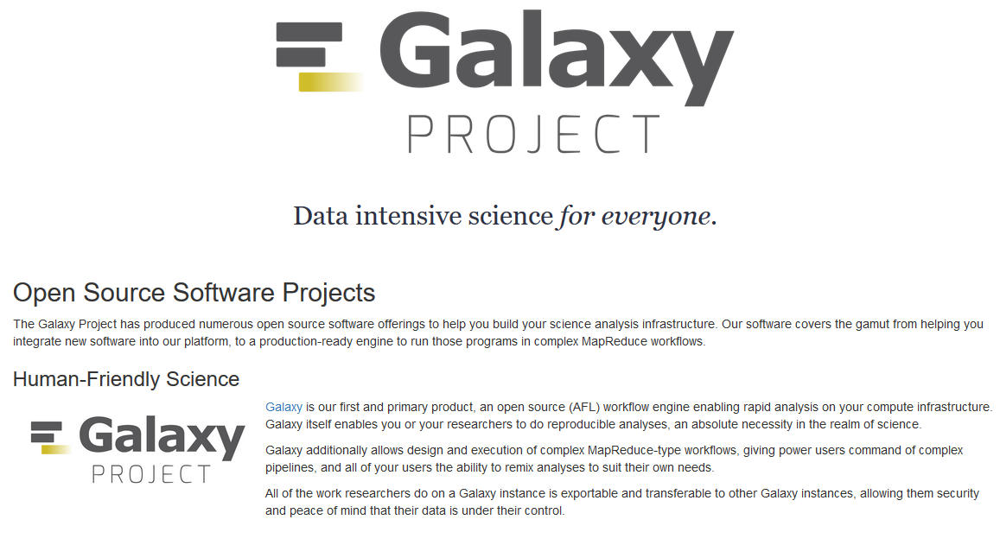 Galaxy
PROJECT
Data intensive science for everyone.
Open Source Software Projects
The Galaxy Project has produced numerous open source software offerings to help you build your science analysis infrastructure. Our software covers the gamut from helping you
integrate new software into our platform, to a production-ready engine to run those programs in complex MapReduce workflows.
Human-Friendly Science
Galaxy
PROJECT
Galaxy is our first and primary product, an open source (AFL) workflow engine enabling rapid analysis on your compute infrastructure.
Galaxy itself enables you or your researchers to do reproducible analyses, an absolute necessity in the realm of science.
Galaxy additionally allows design and execution of complex MapReduce-type workflows, giving power users command of complex
pipelines, and all of your users the ability to remix analyses to suit their own needs.
All of the work researchers do on a Galaxy instance is exportable and transferable to other Galaxy instances, allowing them security
and peace of mind that their data is under their control.